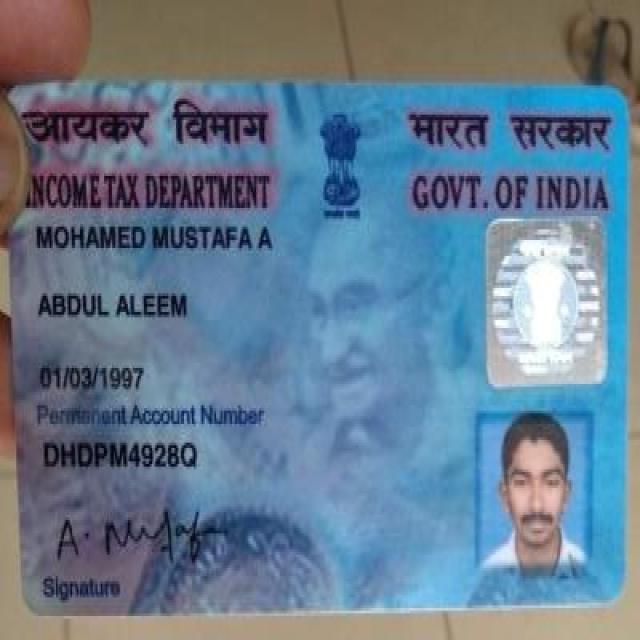 आयकर विभाग भारत सरकार
INCOME TAX DEPARTMENT GOVT. OF INDIA
MOHAMED MUSTAFA A
ABDUL ALEEM
01/03/1997
Permanent Account Number
DHDPM4928Q
A.
Signature